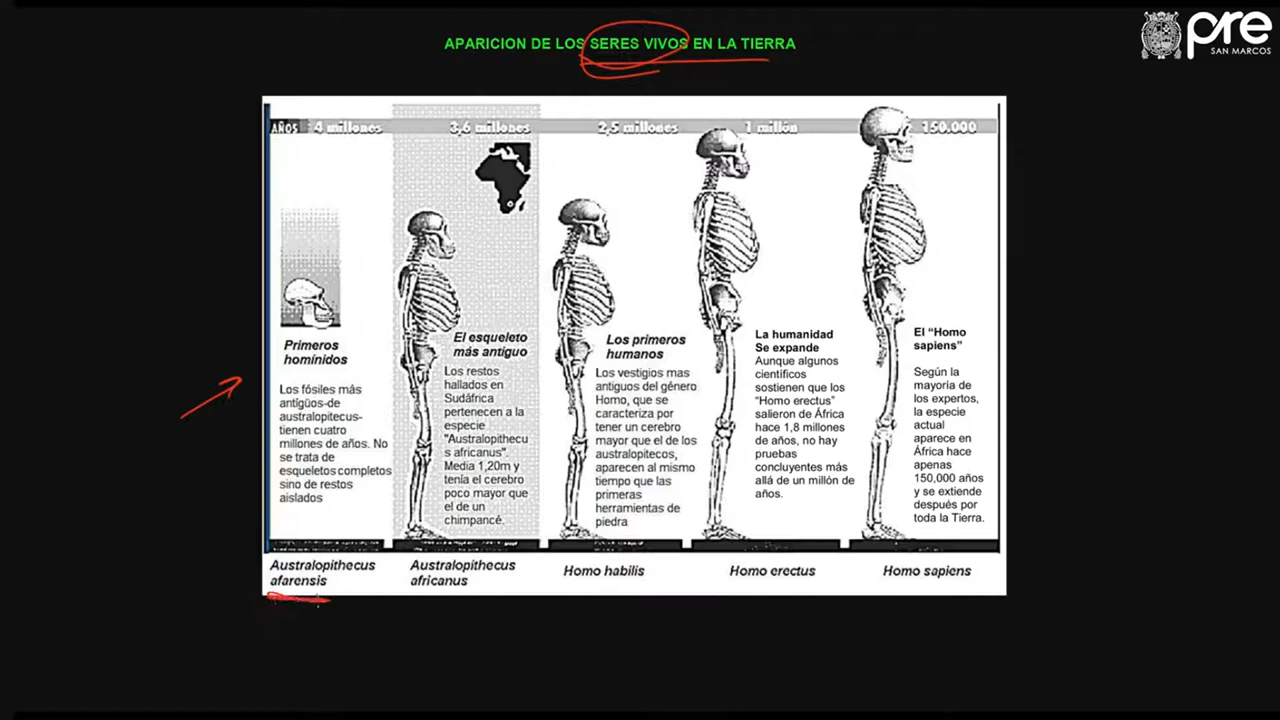 APARICION DE LOS SERES VIVOS EN LA TIERRA
pre
SAN MARCOS
AÑOS 4 millones 3,6 millones 2,5 millones 1 millón 150.000
Primeros
homínidos
Los fósiles más
antígüos-de
australopitecus-
tienen cuatro
millones de años. No
se trata de
esqueletos completos
sino de restos
aislados
El esqueleto
más antiguo
Los restos
hallados en
Sudáfrica
pertenecen a la
especie
"Australopithecu
s africanus".
Media 1,20m y
tenía el cerebro
poco mayor que
el de un
chimpancé.
Los primeros
humanos
Los vestigios mas
antiguos del género
Homo, que se
caracteriza por
tener un cerebro
mayor que el de los
australopitecos,
aparecen al mismo
tiempo que las
primeras
herramientas de
piedra
La humanidad
Se expande
Aunque algunos
científicos
sostienen que los
“Homo erectus”
salieron de África
hace 1,8 millones
de años, no hay
pruebas
concluyentes más
allá de un millón de
años.
El “Homo
sapiens”
Según la
mayoría de
los expertos,
la especie
actual
aparece en
África hace
apenas
150,000 años
y se extiende
después por
toda la Tierra.
Australopithecus
afarensis
Australopithecus
africanus
Homo habilis
Homo erectus
Homo sapiens